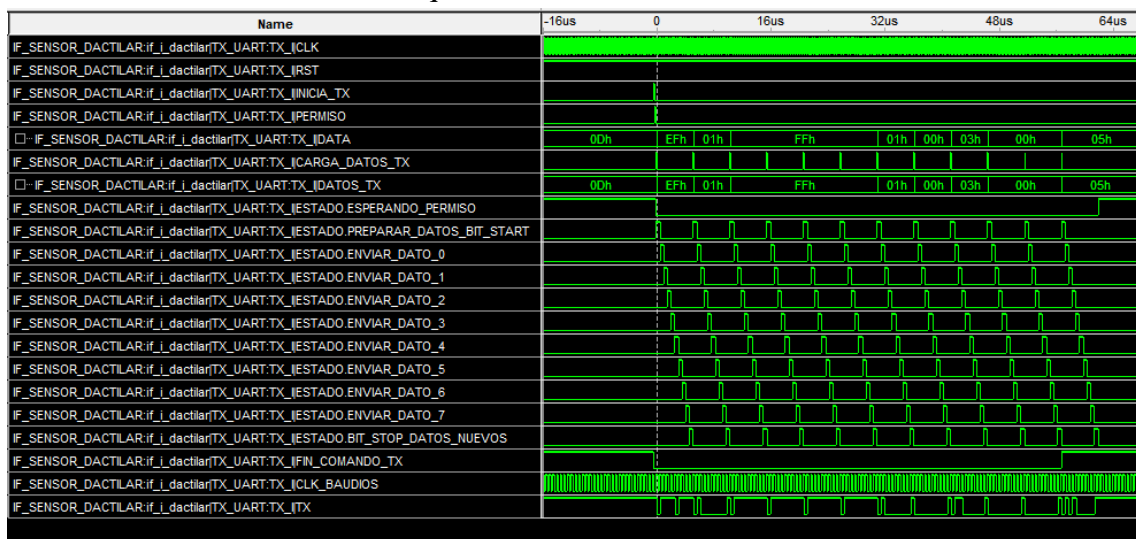 Name -16us 0 16us 32us 48us 64us
IF_SENSOR_DACTILAR:if_i_dactilar|TX_UART:TX_I|CLK
IF_SENSOR_DACTILAR:if_i_dactilar|TX_UART:TX_I|RST
IF_SENSOR_DACTILAR:if_i_dactilar|TX_UART:TX_I|INICIA_TX
IF_SENSOR_DACTILAR:if_i_dactilar|TX_UART:TX_I|PERMISO
IF_SENSOR_DACTILAR:if_i_dactilar|TX_UART:TX_I|DATA 0Dh EFh 01h FFh 01h 00h 03h 00h 05h
IF_SENSOR_DACTILAR:if_i_dactilar|TX_UART:TX_I|CARGA_DATOS_TX
IF_SENSOR_DACTILAR:if_i_dactilar|TX_UART:TX_I|DATOS_TX 0Dh EFh 01h FFh 01h 00h 03h 00h 05h
IF_SENSOR_DACTILAR:if_i_dactilar|TX_UART:TX_I|ESTADO.ESPERANDO_PERMISO
IF_SENSOR_DACTILAR:if_i_dactilar|TX_UART:TX_I|ESTADO.PREPARAR_DATOS_BIT_START
IF_SENSOR_DACTILAR:if_i_dactilar|TX_UART:TX_I|ESTADO.ENVIAR_DATO_0
IF_SENSOR_DACTILAR:if_i_dactilar|TX_UART:TX_I|ESTADO.ENVIAR_DATO_1
IF_SENSOR_DACTILAR:if_i_dactilar|TX_UART:TX_I|ESTADO.ENVIAR_DATO_2
IF_SENSOR_DACTILAR:if_i_dactilar|TX_UART:TX_I|ESTADO.ENVIAR_DATO_3
IF_SENSOR_DACTILAR:if_i_dactilar|TX_UART:TX_I|ESTADO.ENVIAR_DATO_4
IF_SENSOR_DACTILAR:if_i_dactilar|TX_UART:TX_I|ESTADO.ENVIAR_DATO_5
IF_SENSOR_DACTILAR:if_i_dactilar|TX_UART:TX_I|ESTADO.ENVIAR_DATO_6
IF_SENSOR_DACTILAR:if_i_dactilar|TX_UART:TX_I|ESTADO.ENVIAR_DATO_7
IF_SENSOR_DACTILAR:if_i_dactilar|TX_UART:TX_I|ESTADO.BIT_STOP_DATOS_NUEVOS
IF_SENSOR_DACTILAR:if_i_dactilar|TX_UART:TX_I|FIN_COMANDO_TX
IF_SENSOR_DACTILAR:if_i_dactilar|TX_UART:TX_I|CLK_BAUDIOS
IF_SENSOR_DACTILAR:if_i_dactilar|TX_UART:TX_I|TX